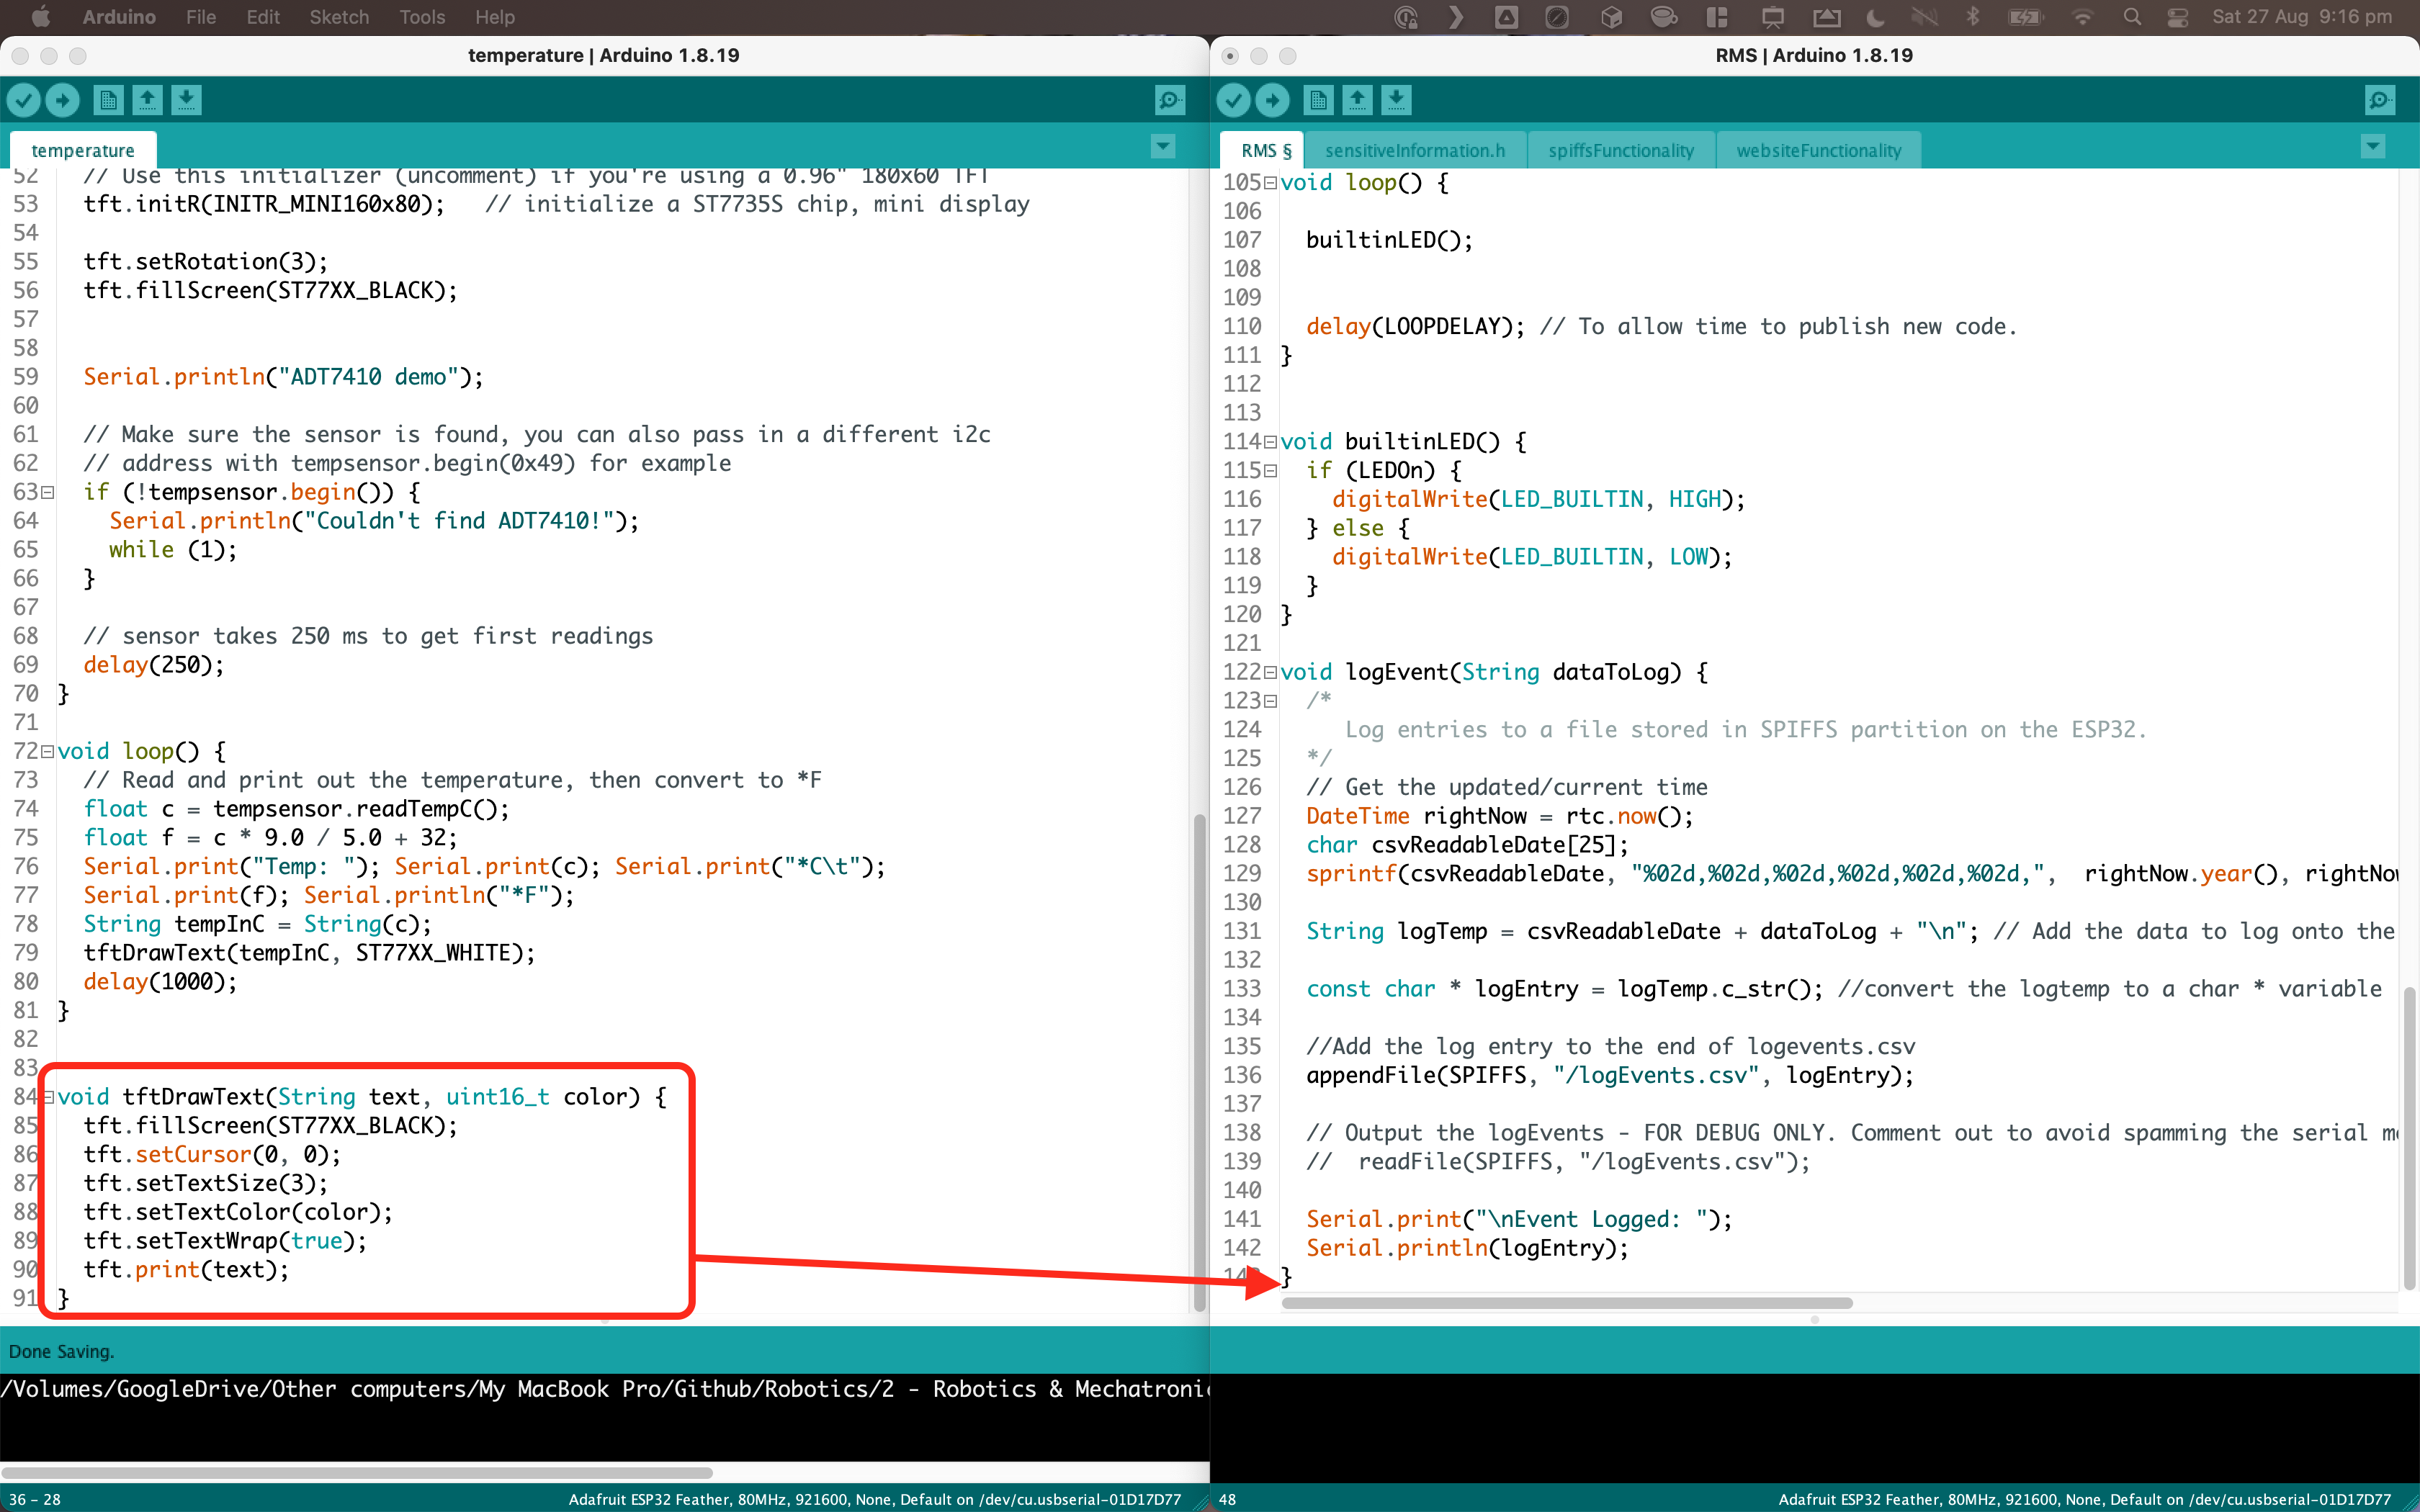 Arduino File Edit Sketch Tools Help
Sat 27 Aug 9:16 pm
temperature | Arduino 1.8.19
temperature
52 // Use this initializer (uncomment) if you're using a 0.96" 180x60 TFT
53 tft.initR(INITR_MINI160x80); // initialize a ST7735S chip, mini display
54
55 tft.setRotation(3);
56 tft.fillScreen(ST77XX_BLACK);
57
58
59 Serial.println("ADT7410 demo");
60
61 // Make sure the sensor is found, you can also pass in a different i2c
62 // address with tempsensor.begin(0x49) for example
63 if (!tempsensor.begin()) {
64 Serial.println("Couldn't find ADT7410!");
65 while (1);
66 }
67
68 // sensor takes 250 ms to get first readings
69 delay(250);
70 }
71
72 void loop() {
73 // Read and print out the temperature, then convert to *F
74 float c = tempsensor.readTempC();
75 float f = c * 9.0 / 5.0 + 32;
76 Serial.print("Temp: "); Serial.print(c); Serial.print("*C\t");
77 Serial.print(f); Serial.println("*F");
78 String tempInC = String(c);
79 tftDrawText(tempInC, ST77XX_WHITE);
80 delay(1000);
81 }
82
83
84 void tftDrawText(String text, uint16_t color) {
85 tft.fillScreen(ST77XX_BLACK);
86 tft.setCursor(0, 0);
87 tft.setTextSize(3);
88 tft.setTextColor(color);
89 tft.setTextWrap(true);
90 tft.print(text);
91 }
Done Saving.
/Volumes/GoogleDrive/Other computers/My MacBook Pro/Github/Robotics/2 - Robotics & Mechatronic
36 - 28
Adafruit ESP32 Feather, 80MHz, 921600, None, Default on /dev/cu.usbserial-01D17D77
RMS | Arduino 1.8.19
RMS § sensitiveInformation.h spiffsFunctionality websiteFunctionality
105 void loop() {
106
107 builtinLED();
108
109
110 delay(LOOPDELAY); // To allow time to publish new code.
111 }
112
113
114 void builtinLED() {
115 if (LEDOn) {
116 digitalWrite(LED_BUILTIN, HIGH);
117 } else {
118 digitalWrite(LED_BUILTIN, LOW);
119 }
120 }
121
122 void logEvent(String dataToLog) {
123 /*
124 Log entries to a file stored in SPIFFS partition on the ESP32.
125 */
126 // Get the updated/current time
127 DateTime rightNow = rtc.now();
128 char csvReadableDate[25];
129 sprintf(csvReadableDate, "%02d,%02d,%02d,%02d,%02d,%02d,", rightNow.year(), rightNow
130
131 String logTemp = csvReadableDate + dataToLog + "\n"; // Add the data to log onto the
132
133 const char * logEntry = logTemp.c_str(); //convert the logtemp to a char * variable
134
135 //Add the log entry to the end of logevents.csv
136 appendFile(SPIFFS, "/logEvents.csv", logEntry);
137
138 // Output the logEvents - FOR DEBUG ONLY. Comment out to avoid spamming the serial
139 // readFile(SPIFFS, "/logEvents.csv");
140
141 Serial.print("\nEvent Logged: ");
142 Serial.println(logEntry);
143 }
48
Adafruit ESP32 Feather, 80MHz, 921600, None, Default on /dev/cu.usbserial-01D17D77